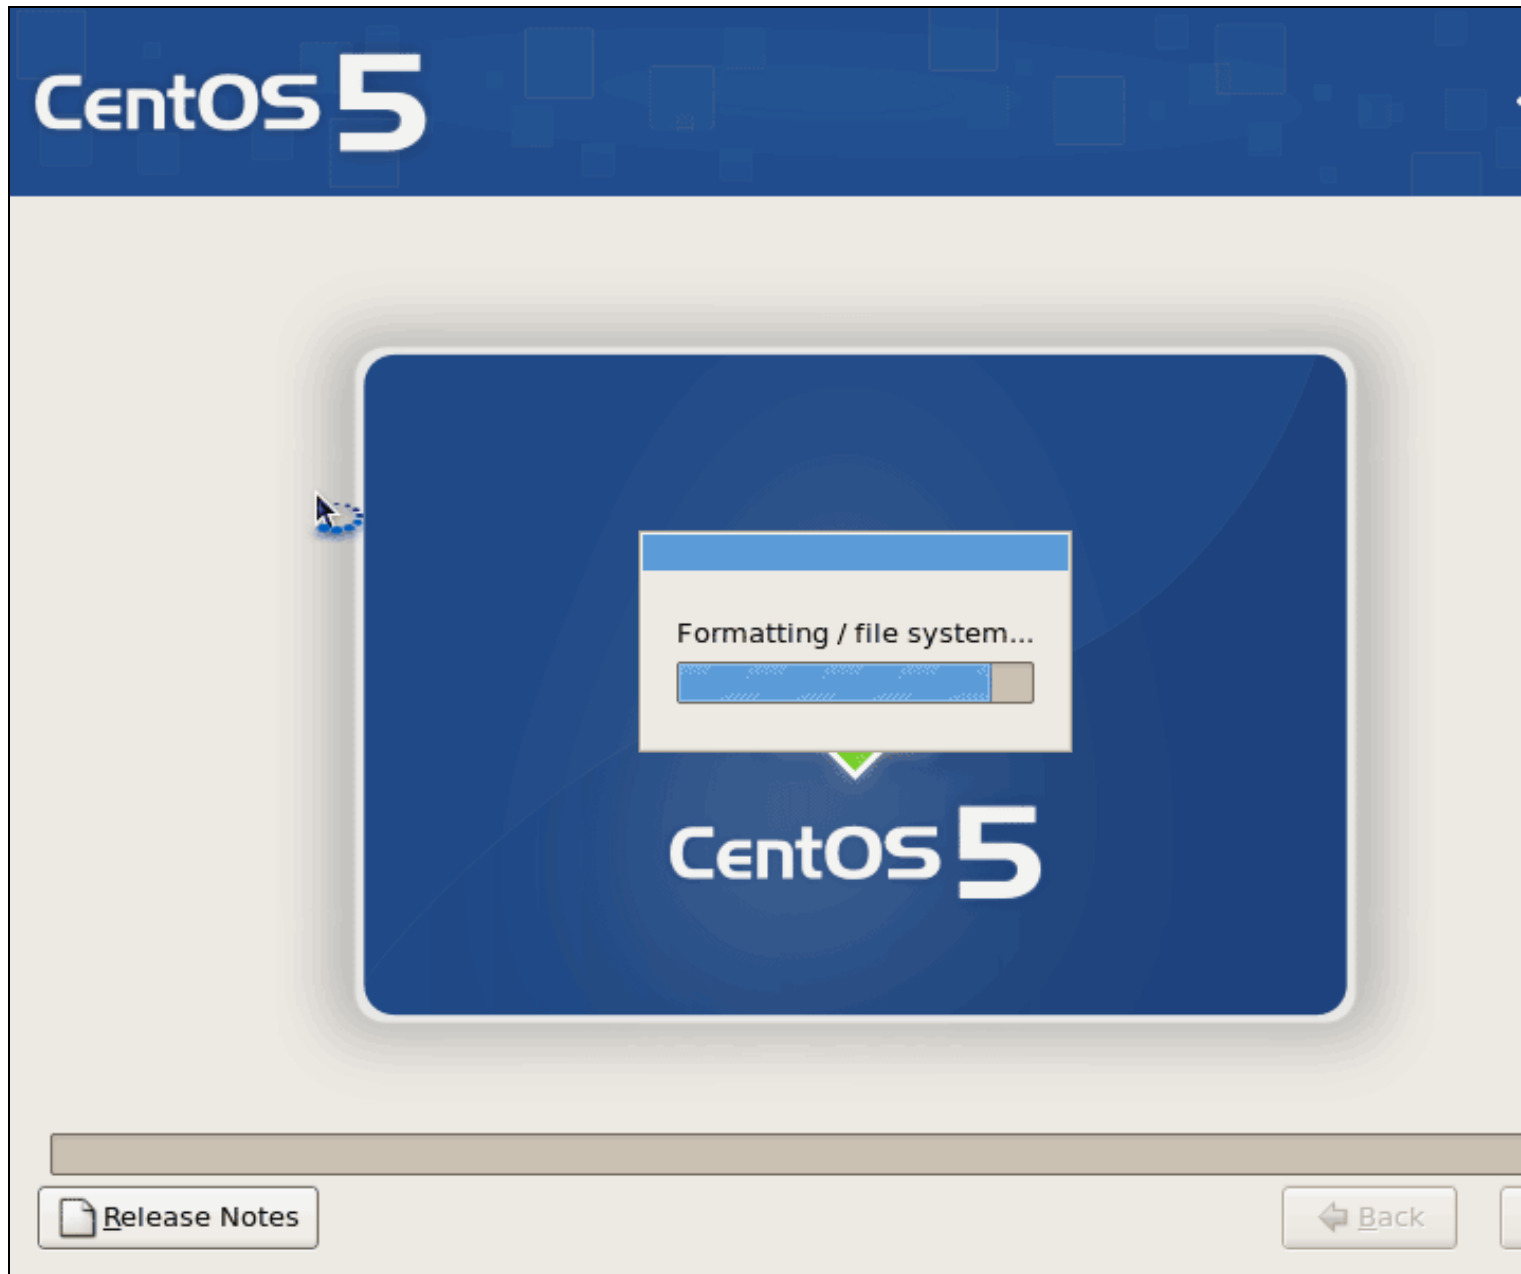 CentOS 5
Formatting / file system...
CentOS 5
Release Notes
Back